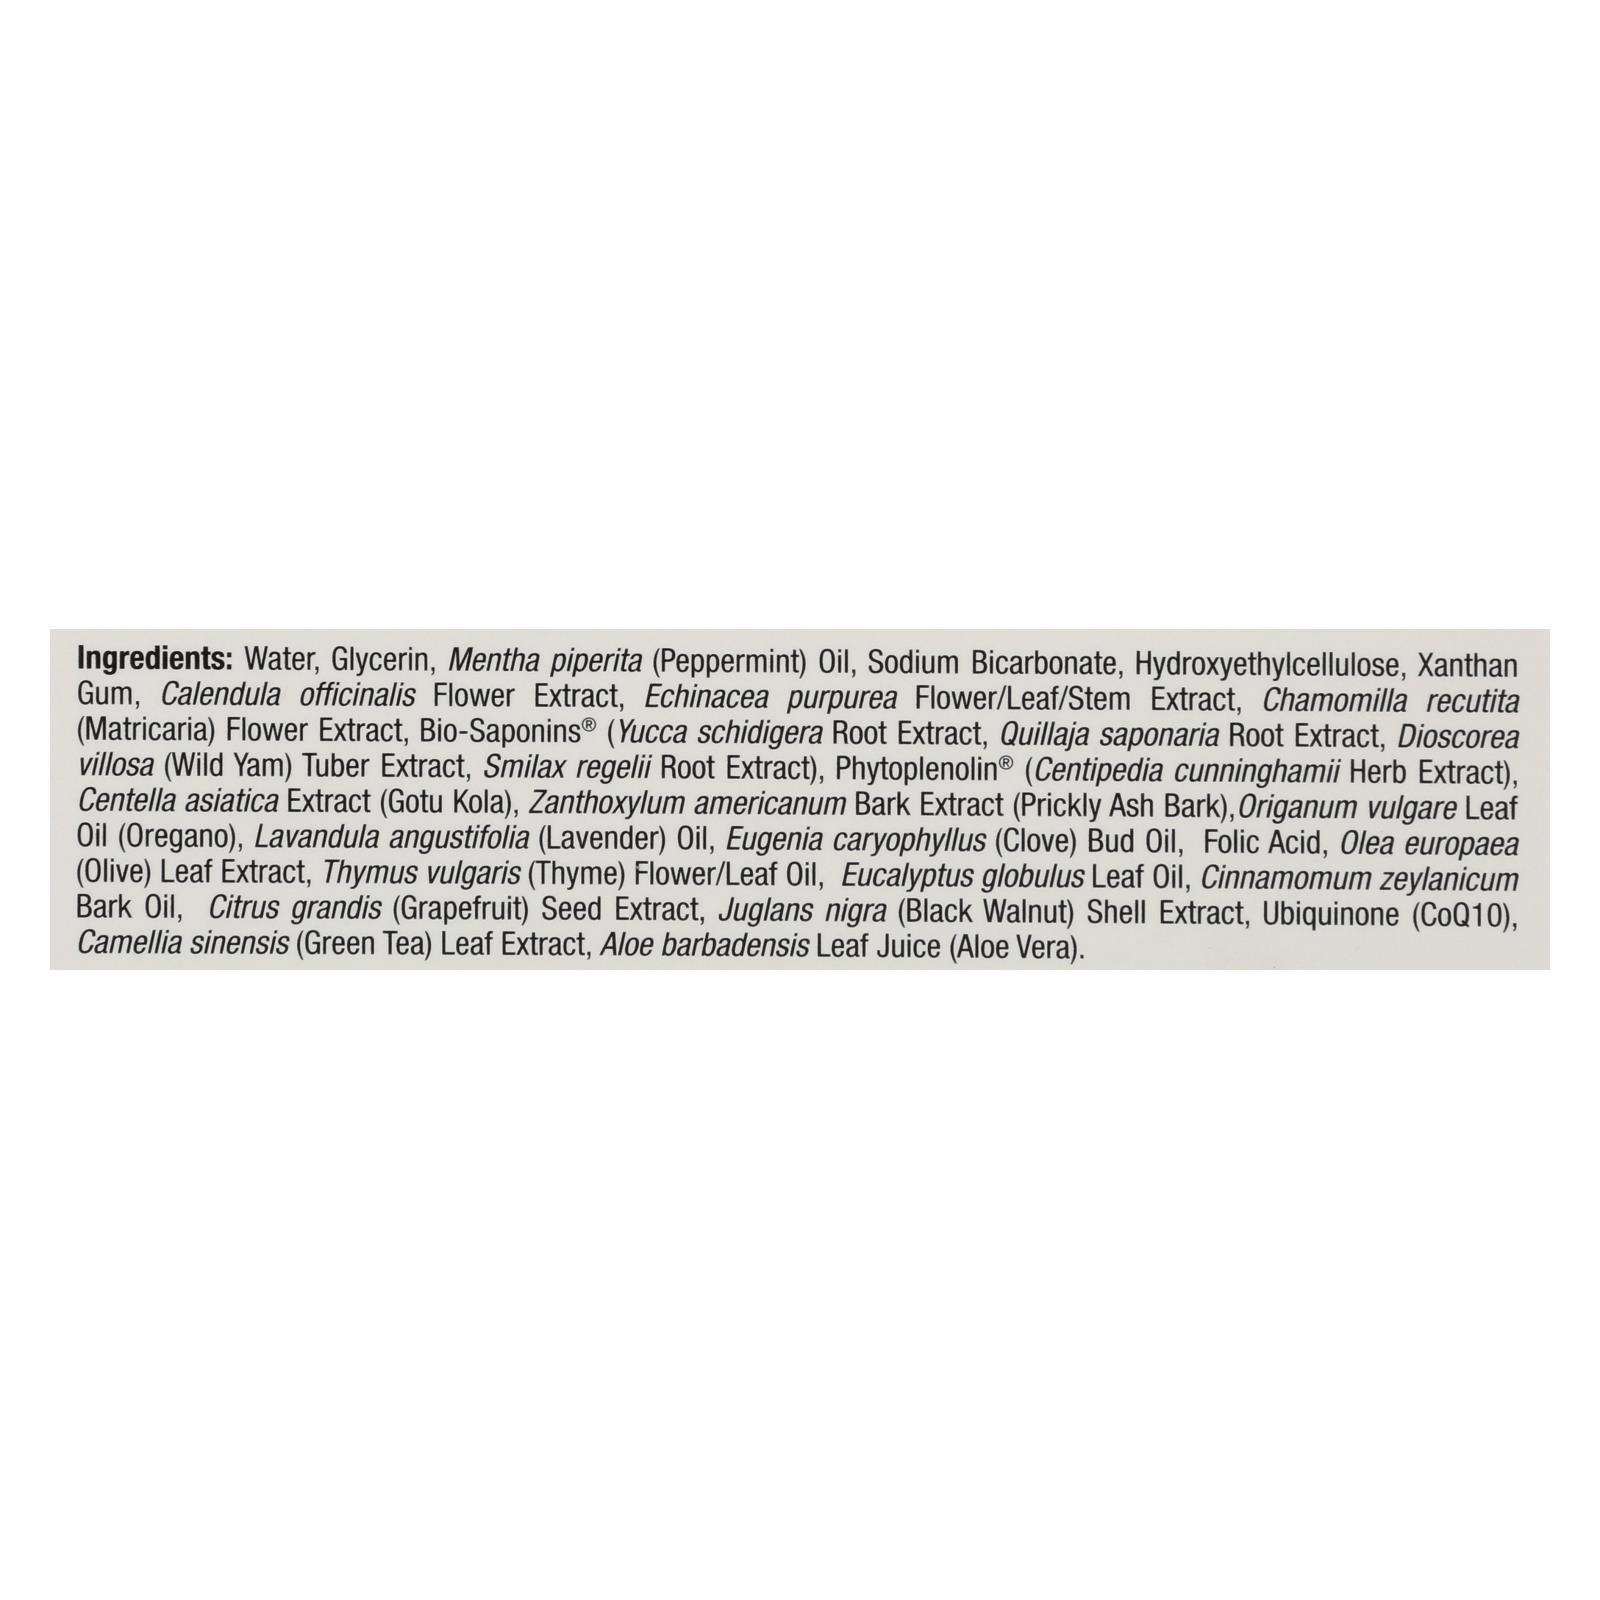 Ingredients: Water, Glycerin, Mentha piperita (Peppermint) Oil, Sodium Bicarbonate, Hydroxyethylcellulose, Xanthan
Gum, Calendula officinalis Flower Extract, Echinacea purpurea Flower/Leaf/Stem Extract, Chamomilla recutita
(Matricaria) Flower Extract, Bio-Saponins® (Yucca schidigera Root Extract, Quillaja saponaria Root Extract, Dioscorea
villosa (Wild Yam) Tuber Extract, Smilax regelii Root Extract), Phytoplenolin® (Centipedia cunninghamii Herb Extract),
Centella asiatica Extract (Gotu Kola), Zanthoxylum americanum Bark Extract (Prickly Ash Bark),Origanum vulgare Leaf
Oil (Oregano), Lavandula angustifolia (Lavender) Oil, Eugenia caryophyllus (Clove) Bud Oil, Folic Acid, Olea europaea
(Olive) Leaf Extract, Thymus vulgaris (Thyme) Flower/Leaf Oil, Eucalyptus globulus Leaf Oil, Cinnamomum zeylanicum
Bark Oil, Citrus grandis (Grapefruit) Seed Extract, Juglans nigra (Black Walnut) Shell Extract, Ubiquinone (CoQ10),
Camellia sinensis (Green Tea) Leaf Extract, Aloe barbadensis Leaf Juice (Aloe Vera).